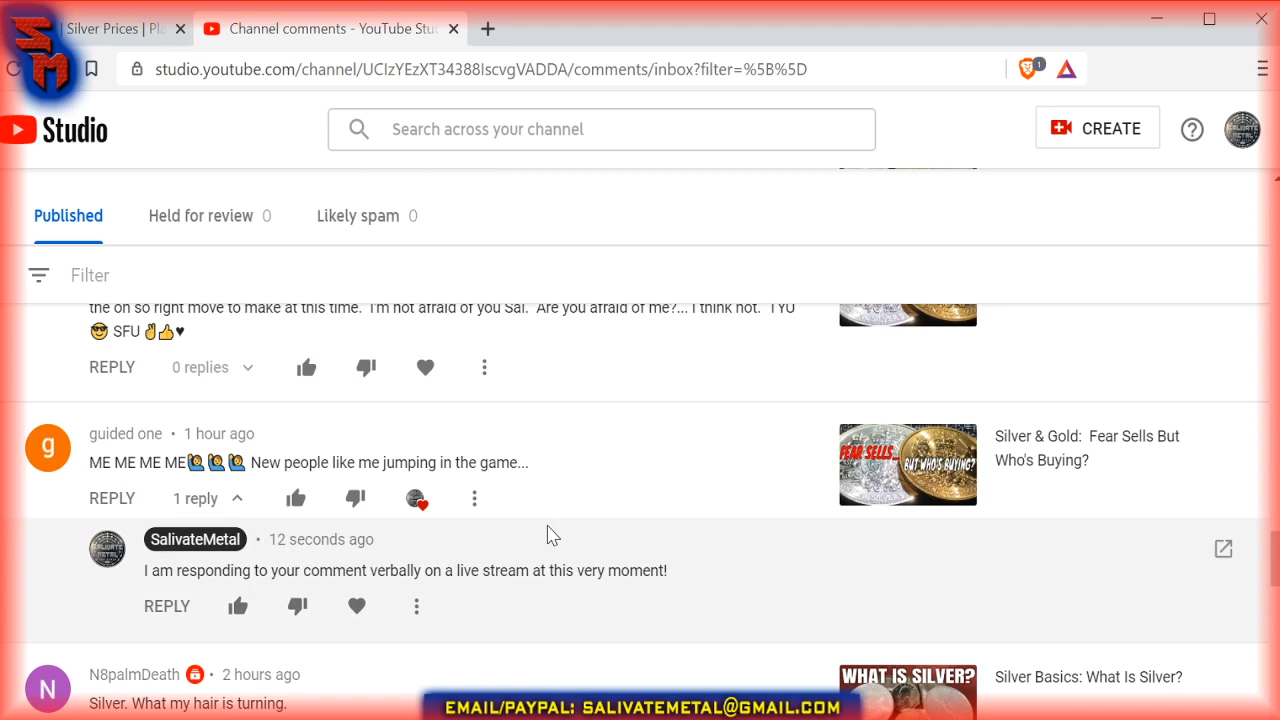 SM
| Silver Prices | Pl
Channel comments - YouTube Stu
studio.youtube.com/channel/UClzYEzXT34388IscvgVADDA/comments/inbox?filter=%5B%5D
1
Studio
Search across your channel
CREATE
Published
Held for review 0
Likely spam 0
Filter
the oh so right move to make at this time. I'm not afraid of you Sal. Are you afraid of me?... I think not. TYU
😎 SFU ✌👍♥
REPLY
0 replies
guided one • 1 hour ago
ME ME ME ME🙋🙋🙋 New people like me jumping in the game...
REPLY
1 reply
FEAR SELLS...
BUT WHO'S BUYING?
Silver & Gold: Fear Sells But
Who's Buying?
SalivateMetal • 12 seconds ago
I am responding to your comment verbally on a live stream at this very moment!
REPLY
N8palmDeath • 2 hours ago
Silver. What my hair is turning.
WHAT IS SILVER?
Silver Basics: What Is Silver?
EMAIL/PAYPAL: SALIVATEMETAL@GMAIL.COM